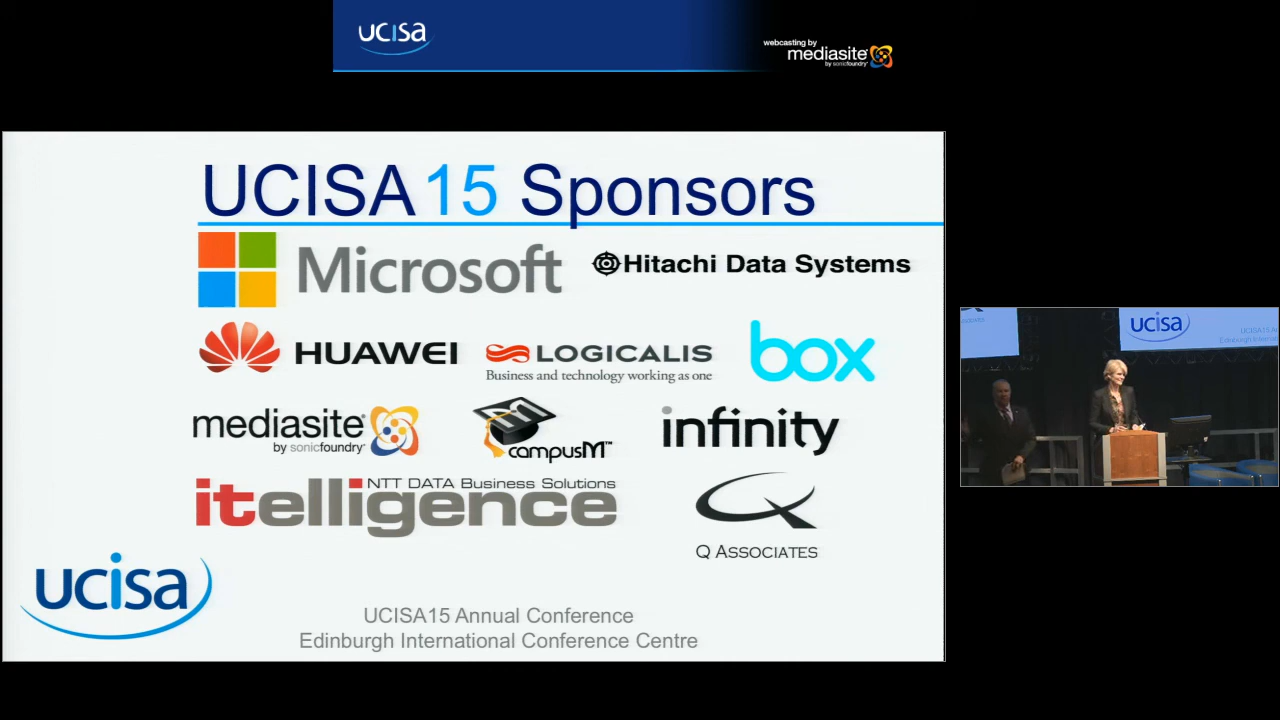 ucisa
webcasting by
mediasite
by sonicfoundry
UCISA15 Sponsors
Microsoft
Hitachi Data Systems
HUAWEI
LOGICALIS
Business and technology working as one
box
mediasite
by sonicfoundry
campusM™
infinity
NTT DATA Business Solutions
itelligence
Q ASSOCIATES
ucisa
UCISA15 Annual Conference
Edinburgh International Conference Centre
ucisa